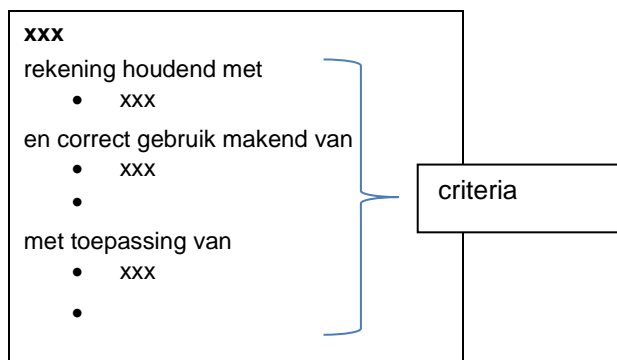 xxx
rekening houdend met
• xxx
en correct gebruik makend van
• xxx
•
met toepassing van
• xxx
•
criteria